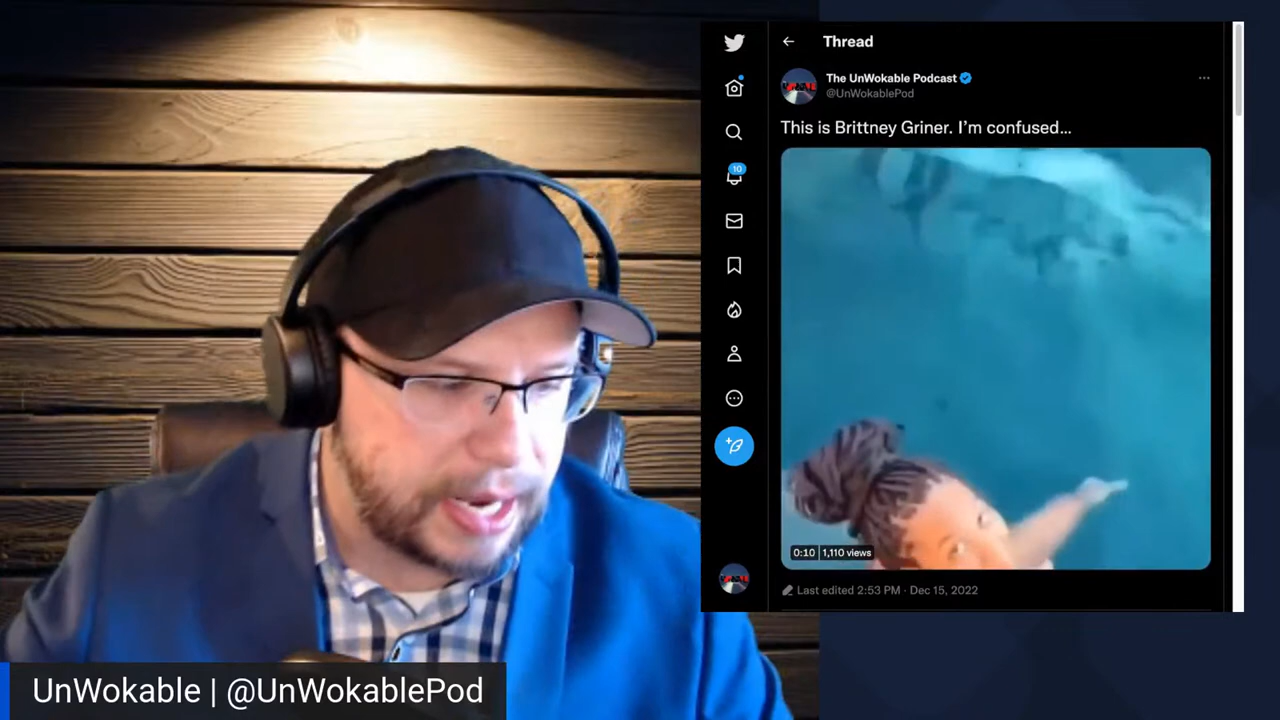 Thread
The UnWokable Podcast
@UnWokablePod
This is Brittney Griner. I'm confused...
10
0:10 1,110 views
Last edited 2:53 PM · Dec 15, 2022
UnWokable | @UnWokablePod